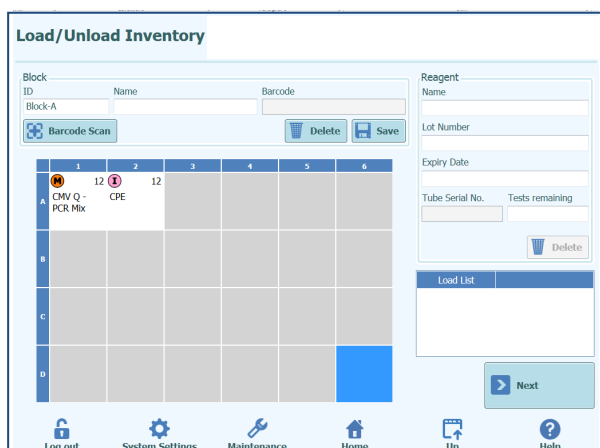 Load/Unload Inventory
Block
ID Name Barcode
Block-A
Barcode Scan Delete Save
1 2 3 4 5 6
A
M 12 I 12
CMV Q - CPE
PCR Mix
B
C
D
Reagent
Name
Lot Number
Expiry Date
Tube Serial No. Tests remaining
Delete
Load List
Next
Log out System Settings Maintenance Home Up Help